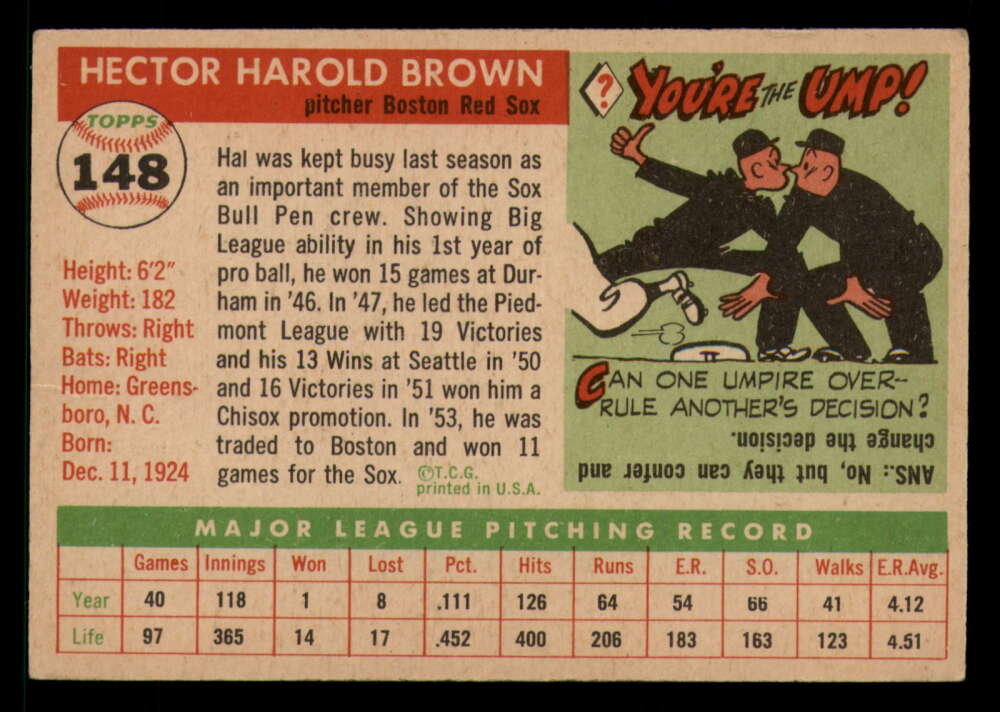 HECTOR HAROLD BROWN
pitcher Boston Red Sox
TOPPS
148
Height: 6'2"
Weight: 182
Throws: Right
Bats: Right
Home: Greens-
boro, N. C.
Born:
Dec. 11, 1924
Hal was kept busy last season as
an important member of the Sox
Bull Pen crew. Showing Big
League ability in his 1st year of
pro ball, he won 15 games at Dur-
ham in '46. In '47, he led the Pied-
mont League with 19 Victories
and his 13 Wins at Seattle in '50
and 16 Victories in '51 won him a
Chisox promotion. In '53, he was
traded to Boston and won 11
games for the Sox.
©T.C.G.
printed in U.S.A.
?
YOU'RE THE UMP!
CAN ONE UMPIRE OVER--
RULE ANOTHER'S DECISION?
ANS.: No, but they can confer and
change the decision.
MAJOR LEAGUE PITCHING RECORD
Games Innings Won Lost Pct. Hits Runs E.R. S.O. Walks E.R.Avg.
Year 40 118 1 8 .111 126 64 54 66 41 4.12
Life 97 365 14 17 .452 400 206 183 163 123 4.51